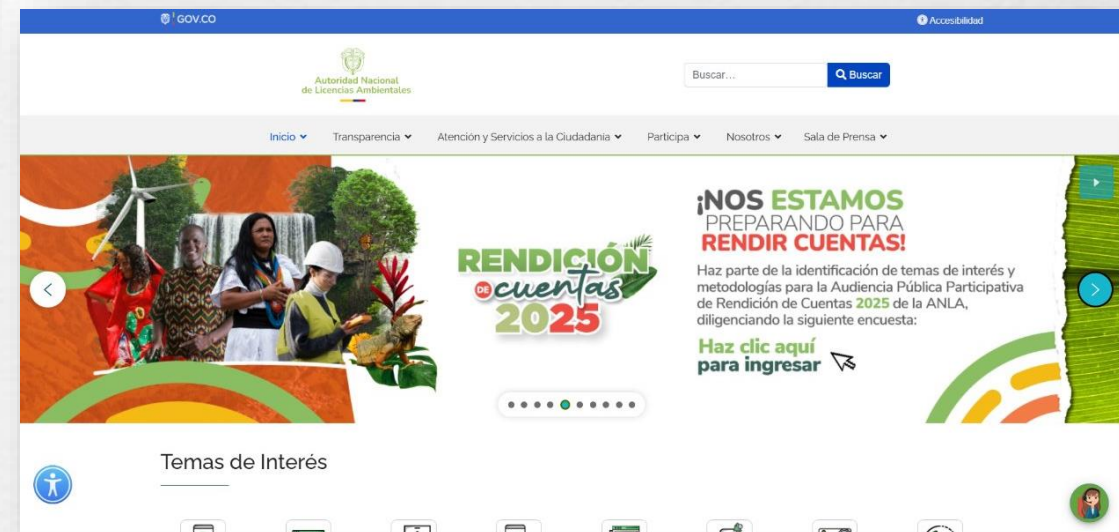 GOV.CO
Accesibilidad
Autoridad Nacional
de Licencias Ambientales
Buscar...
Buscar
Inicio
Transparencia
Atención y Servicios a la Ciudadanía
Participa
Nosotros
Sala de Prensa
RENDICIÓN
DE cuentas
2025
¡NOS ESTAMOS
PREPARANDO PARA
RENDIR CUENTAS!
Haz parte de la identificación de temas de interés y
metodologías para la Audiencia Pública Participativa
de Rendición de Cuentas 2025 de la ANLA,
diligenciando la siguiente encuesta:
Haz clic aquí
para ingresar
Temas de Interés